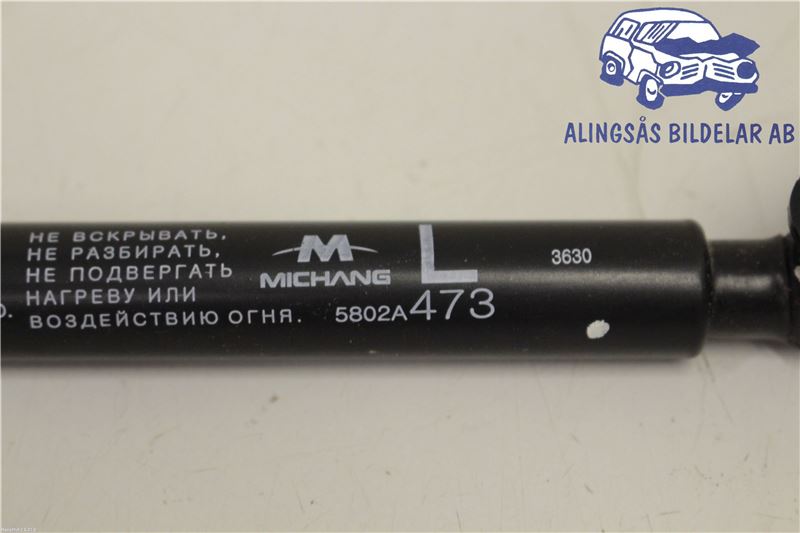 ALINGSÅS BILDELAR AB
НЕ ВСКРЫВАТЬ,
НЕ РАЗБИРАТЬ,
НЕ ПОДВЕРГАТЬ
НАГРЕВУ ИЛИ
ВОЗДЕЙСТВИЮ ОГНЯ.
MICHANG
L
5802A473
3630